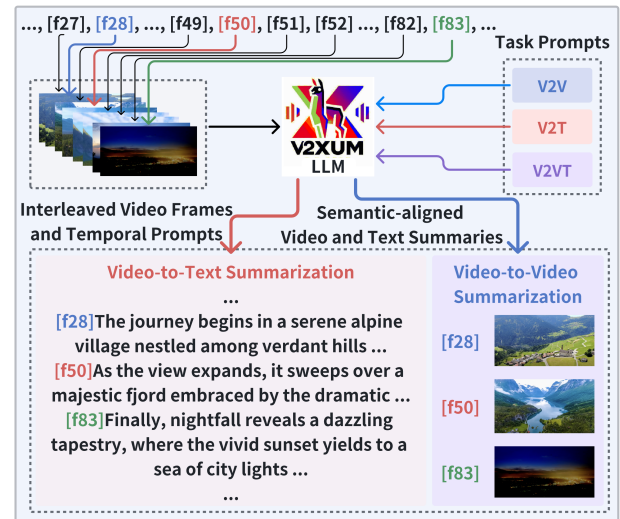 ..., [f27], [f28], ..., [f49], [f50], [f51], [f52] ..., [f82], [f83], ...
Task Prompts
V2V
V2T
V2VT
V2XUM
LLM
Interleaved Video Frames
and Temporal Prompts
Semantic-aligned
Video and Text Summaries
Video-to-Text Summarization
...
[f28]The journey begins in a serene alpine
village nestled among verdant hills ...
[f50]As the view expands, it sweeps over a
majestic fjord embraced by the dramatic ...
[f83]Finally, nightfall reveals a dazzling
tapestry, where the vivid sunset yields to a
sea of city lights ...
...
Video-to-Video
Summarization
[f28]
[f50]
[f83]